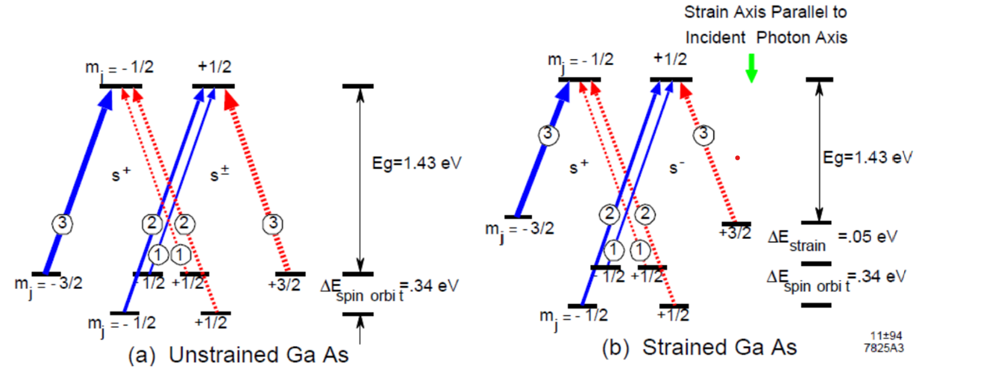 Strain Axis Parallel to
Incident Photon Axis
mj = - 1/2 +1/2
s+ s±
3 2 2 3
1 1
mj = - 3/2 - 1/2 +1/2 +3/2
mj = - 1/2 +1/2
Eg=1.43 eV
ΔEspin orbit=.34 eV
(a) Unstrained Ga As
mj = - 1/2 +1/2
3 3
s+ s-
2 2
1 1
mj = - 3/2 +3/2
- 1/2 +1/2
mj = - 1/2 +1/2
Eg=1.43 eV
ΔEstrain =.05 eV
ΔEspin orbit=.34 eV
(b) Strained Ga As
11±94
7825A3